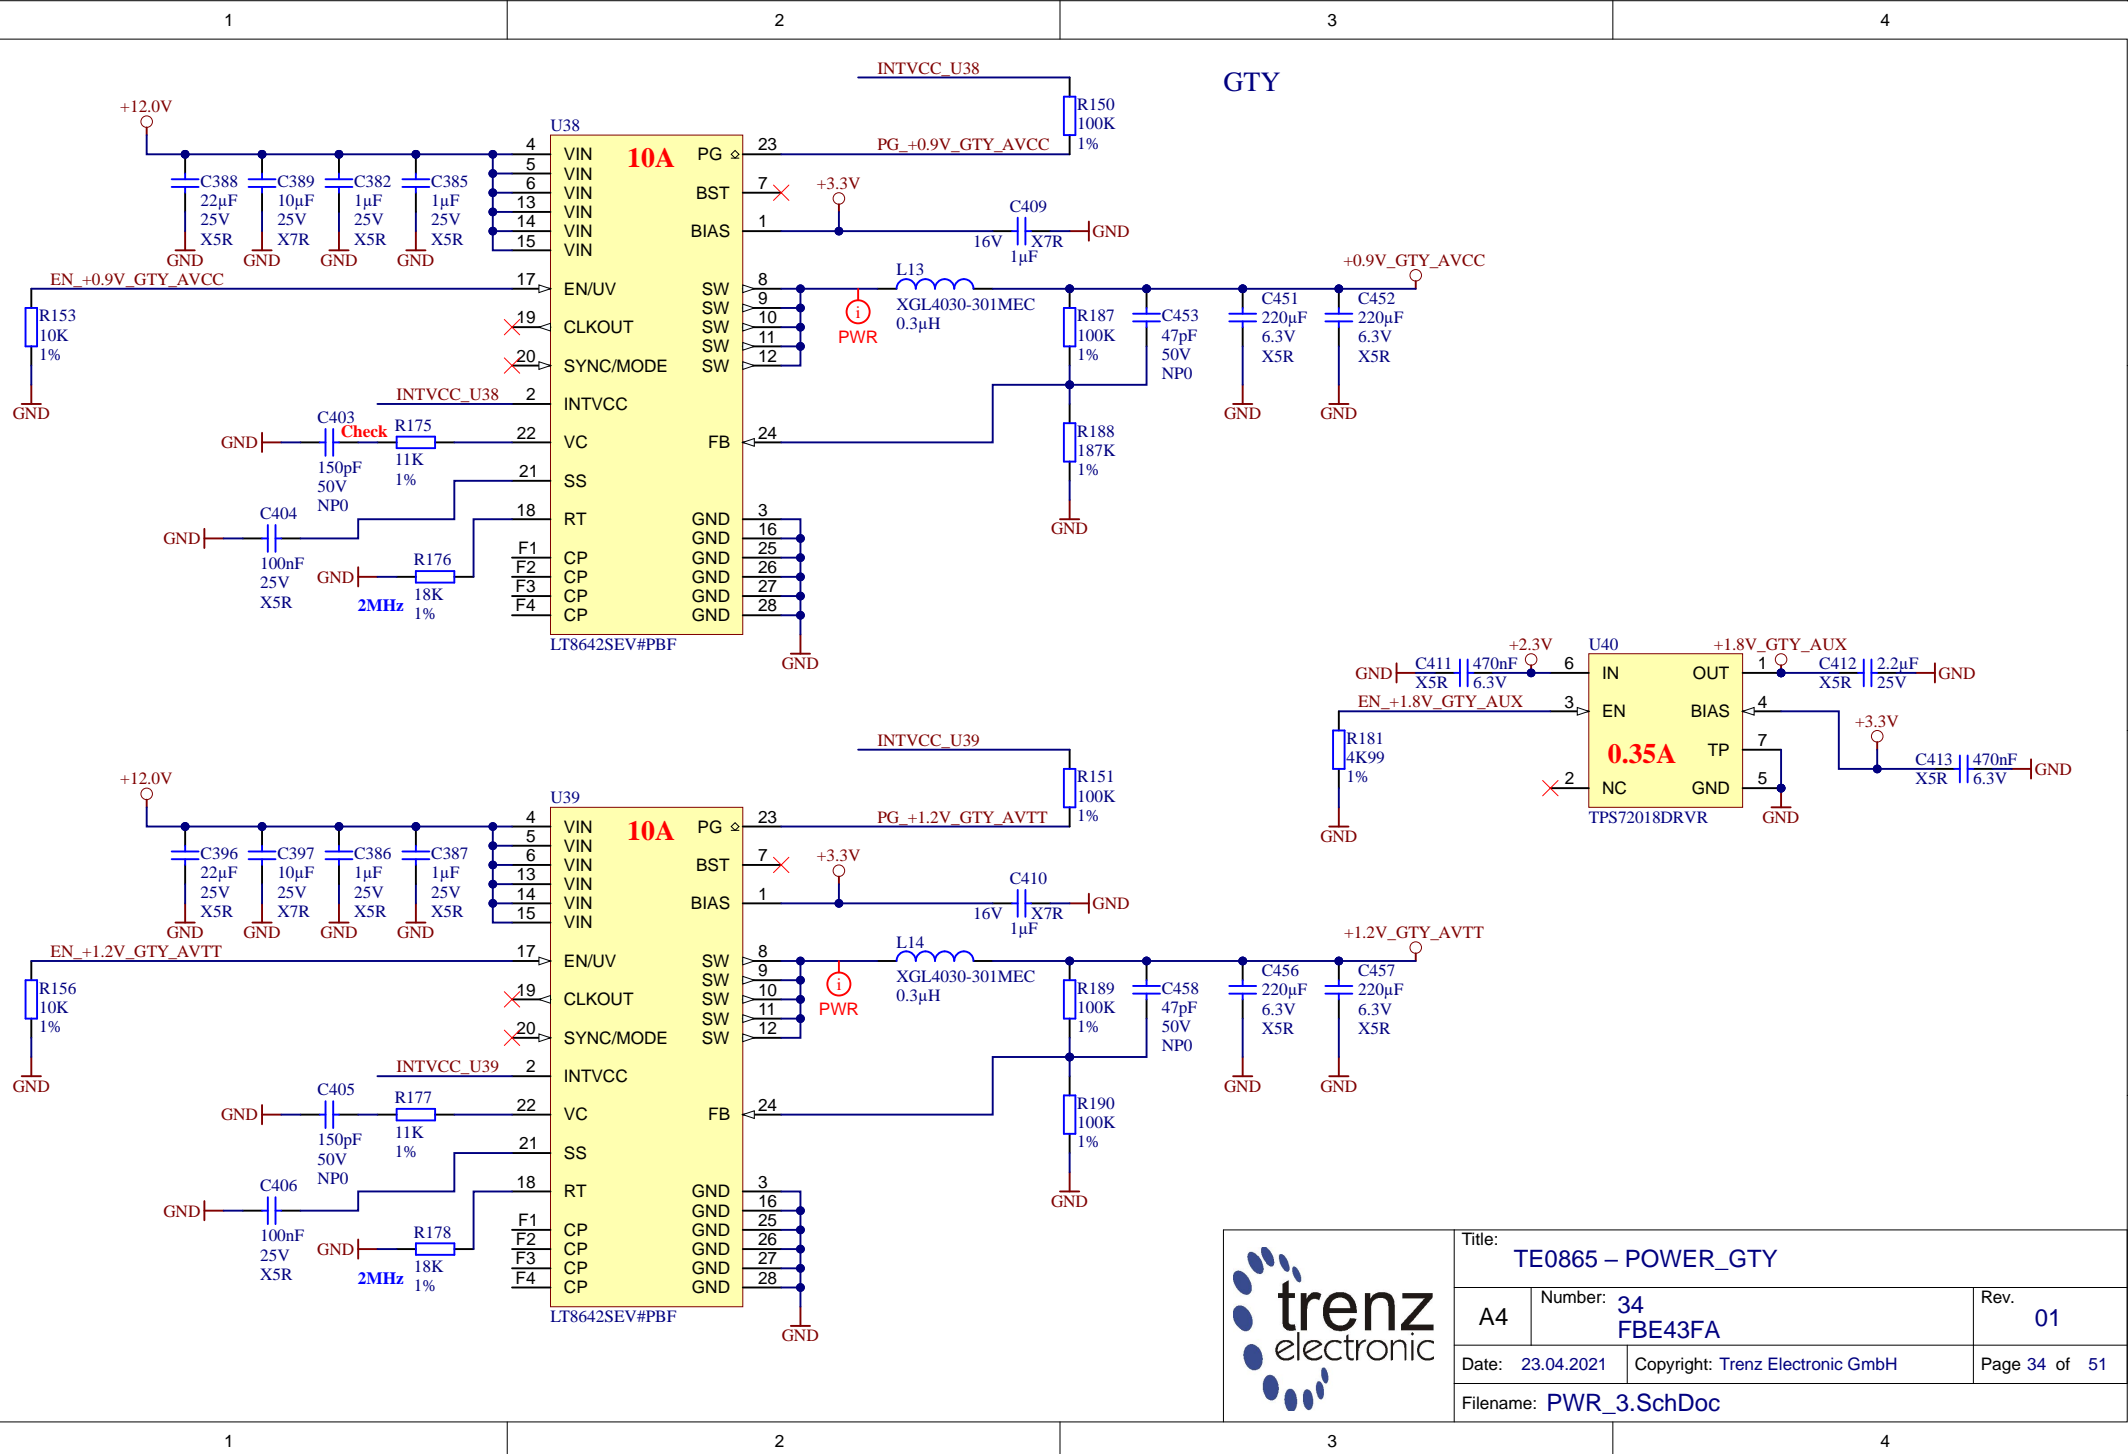 1
2
3
4
GTY
INTVCC_U38
R150
100K
1%
PG_+0.9V_GTY_AVCC
+12.0V
C388
22µF
25V
X5R
GND
C389
10µF
25V
X7R
GND
C382
1µF
25V
X5R
GND
C385
1µF
25V
X5R
GND
EN_+0.9V_GTY_AVCC
R153
10K
1%
GND
INTVCC_U38
GND
C403
Check
150pF
50V
NP0
R175
11K
1%
GND
C404
100nF
25V
X5R
GND
R176
18K
1%
2MHz
U38
10A
4 VIN
5 VIN
6 VIN
13 VIN
14 VIN
15 VIN
17 EN/UV
19 CLKOUT
20 SYNC/MODE
2 INTVCC
22 VC
21 SS
18 RT
F1 CP
F2 CP
F3 CP
F4 CP
PG 23
BST 7
BIAS 1
SW 8
SW 9
SW 10
SW 11
SW 12
FB 24
GND 3
GND 16
GND 25
GND 26
GND 27
GND 28
LT8642SEV#PBF
GND
+3.3V
C409
16V X7R
1µF
GND
i
PWR
L13
XGL4030-301MEC
0.3µH
R187
100K
1%
C453
47pF
50V
NP0
R188
187K
1%
GND
C451
220µF
6.3V
X5R
GND
C452
220µF
6.3V
X5R
GND
+0.9V_GTY_AVCC
U40
0.35A
6 IN
3 EN
2 NC
OUT 1
BIAS 4
TP 7
GND 5
TPS72018DRVR
+2.3V
GND
C411 470nF
X5R 6.3V
EN_+1.8V_GTY_AUX
R181
4K99
1%
GND
+1.8V_GTY_AUX
C412 2.2µF
X5R 25V
GND
+3.3V
C413 470nF
X5R 6.3V
GND
GND
INTVCC_U39
R151
100K
1%
PG_+1.2V_GTY_AVTT
+12.0V
C396
22µF
25V
X5R
GND
C397
10µF
25V
X7R
GND
C386
1µF
25V
X5R
GND
C387
1µF
25V
X5R
GND
EN_+1.2V_GTY_AVTT
R156
10K
1%
GND
INTVCC_U39
GND
C405
150pF
50V
NP0
R177
11K
1%
GND
C406
100nF
25V
X5R
GND
R178
18K
1%
2MHz
U39
10A
4 VIN
5 VIN
6 VIN
13 VIN
14 VIN
15 VIN
17 EN/UV
19 CLKOUT
20 SYNC/MODE
2 INTVCC
22 VC
21 SS
18 RT
F1 CP
F2 CP
F3 CP
F4 CP
PG 23
BST 7
BIAS 1
SW 8
SW 9
SW 10
SW 11
SW 12
FB 24
GND 3
GND 16
GND 25
GND 26
GND 27
GND 28
LT8642SEV#PBF
GND
+3.3V
C410
16V X7R
1µF
GND
i
PWR
L14
XGL4030-301MEC
0.3µH
R189
100K
1%
C458
47pF
50V
NP0
R190
100K
1%
GND
C456
220µF
6.3V
X5R
GND
C457
220µF
6.3V
X5R
GND
+1.2V_GTY_AVTT
trenz
electronic
Title:
TE0865 – POWER_GTY
A4
Number: 34
FBE43FA
Rev.
01
Date: 23.04.2021
Copyright: Trenz Electronic GmbH
Page 34 of 51
Filename: PWR_3.SchDoc
1
2
3
4